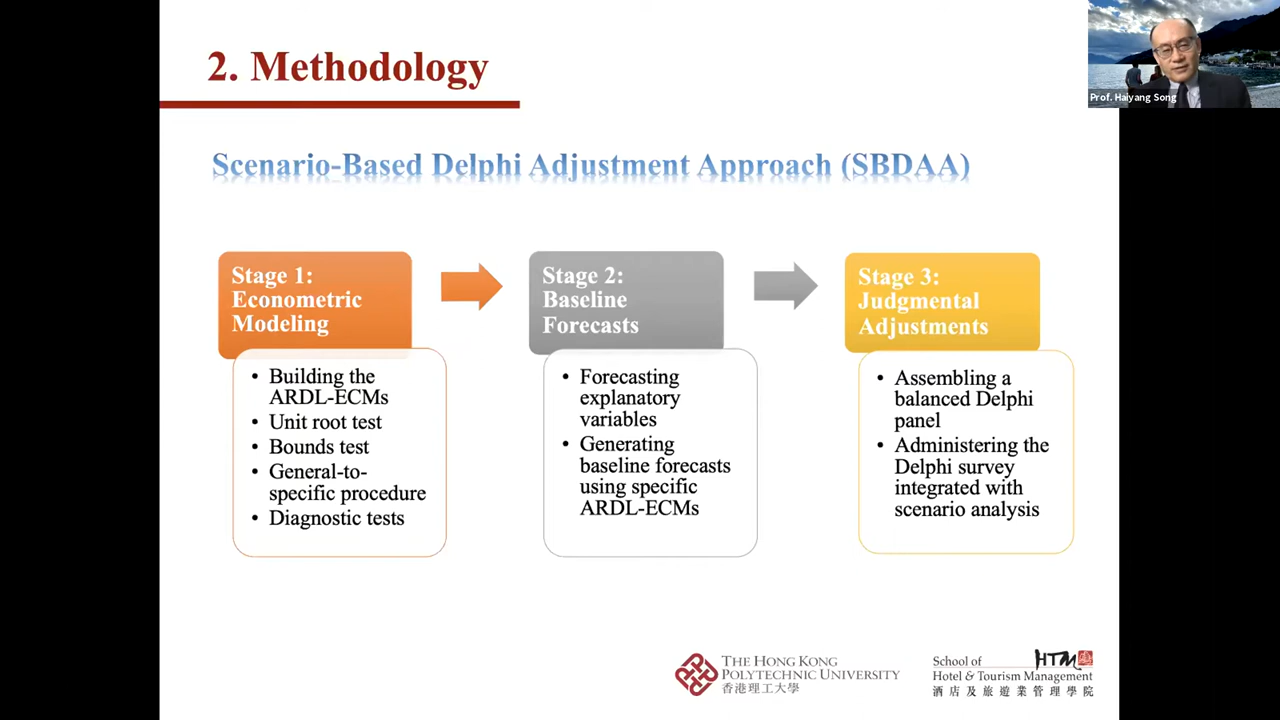 2. Methodology
Prof. Haiyang Song
Scenario-Based Delphi Adjustment Approach (SBDAA)
Stage 1:
Econometric
Modeling
• Building the
ARDL-ECMs
• Unit root test
• Bounds test
• General-to-
specific procedure
• Diagnostic tests
Stage 2:
Baseline
Forecasts
• Forecasting
explanatory
variables
• Generating
baseline forecasts
using specific
ARDL-ECMs
Stage 3:
Judgmental
Adjustments
• Assembling a
balanced Delphi
panel
• Administering the
Delphi survey
integrated with
scenario analysis
THE HONG KONG
POLYTECHNIC UNIVERSITY
香港理工大學
School of
HTM
Hotel & Tourism Management
酒店及旅遊業管理學院